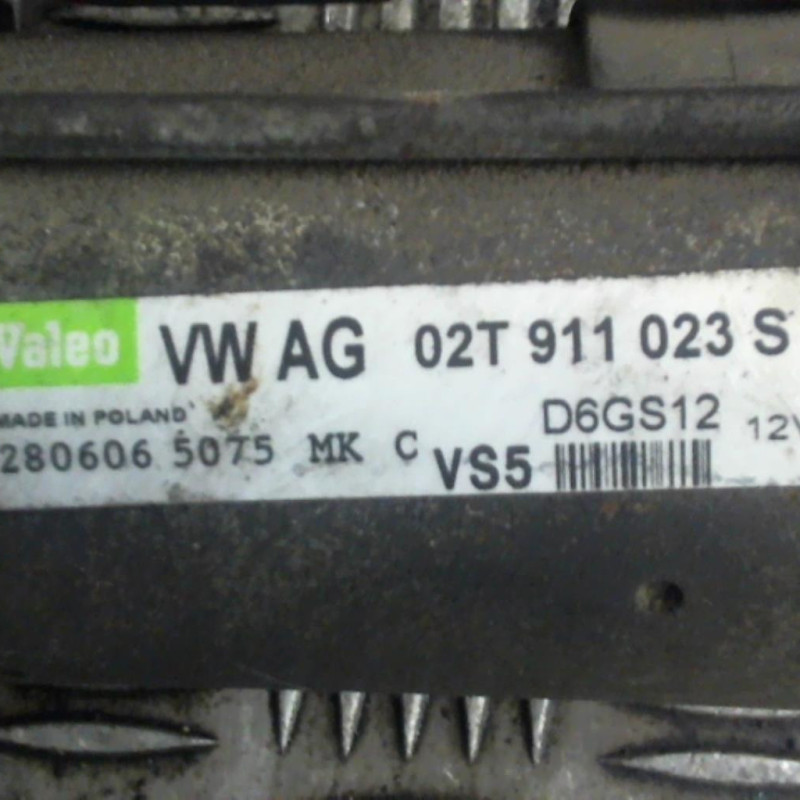 Valeo VW AG 02T 911 023 S
MADE IN POLAND D6GS12 12V
280606 5075 MK C VS5